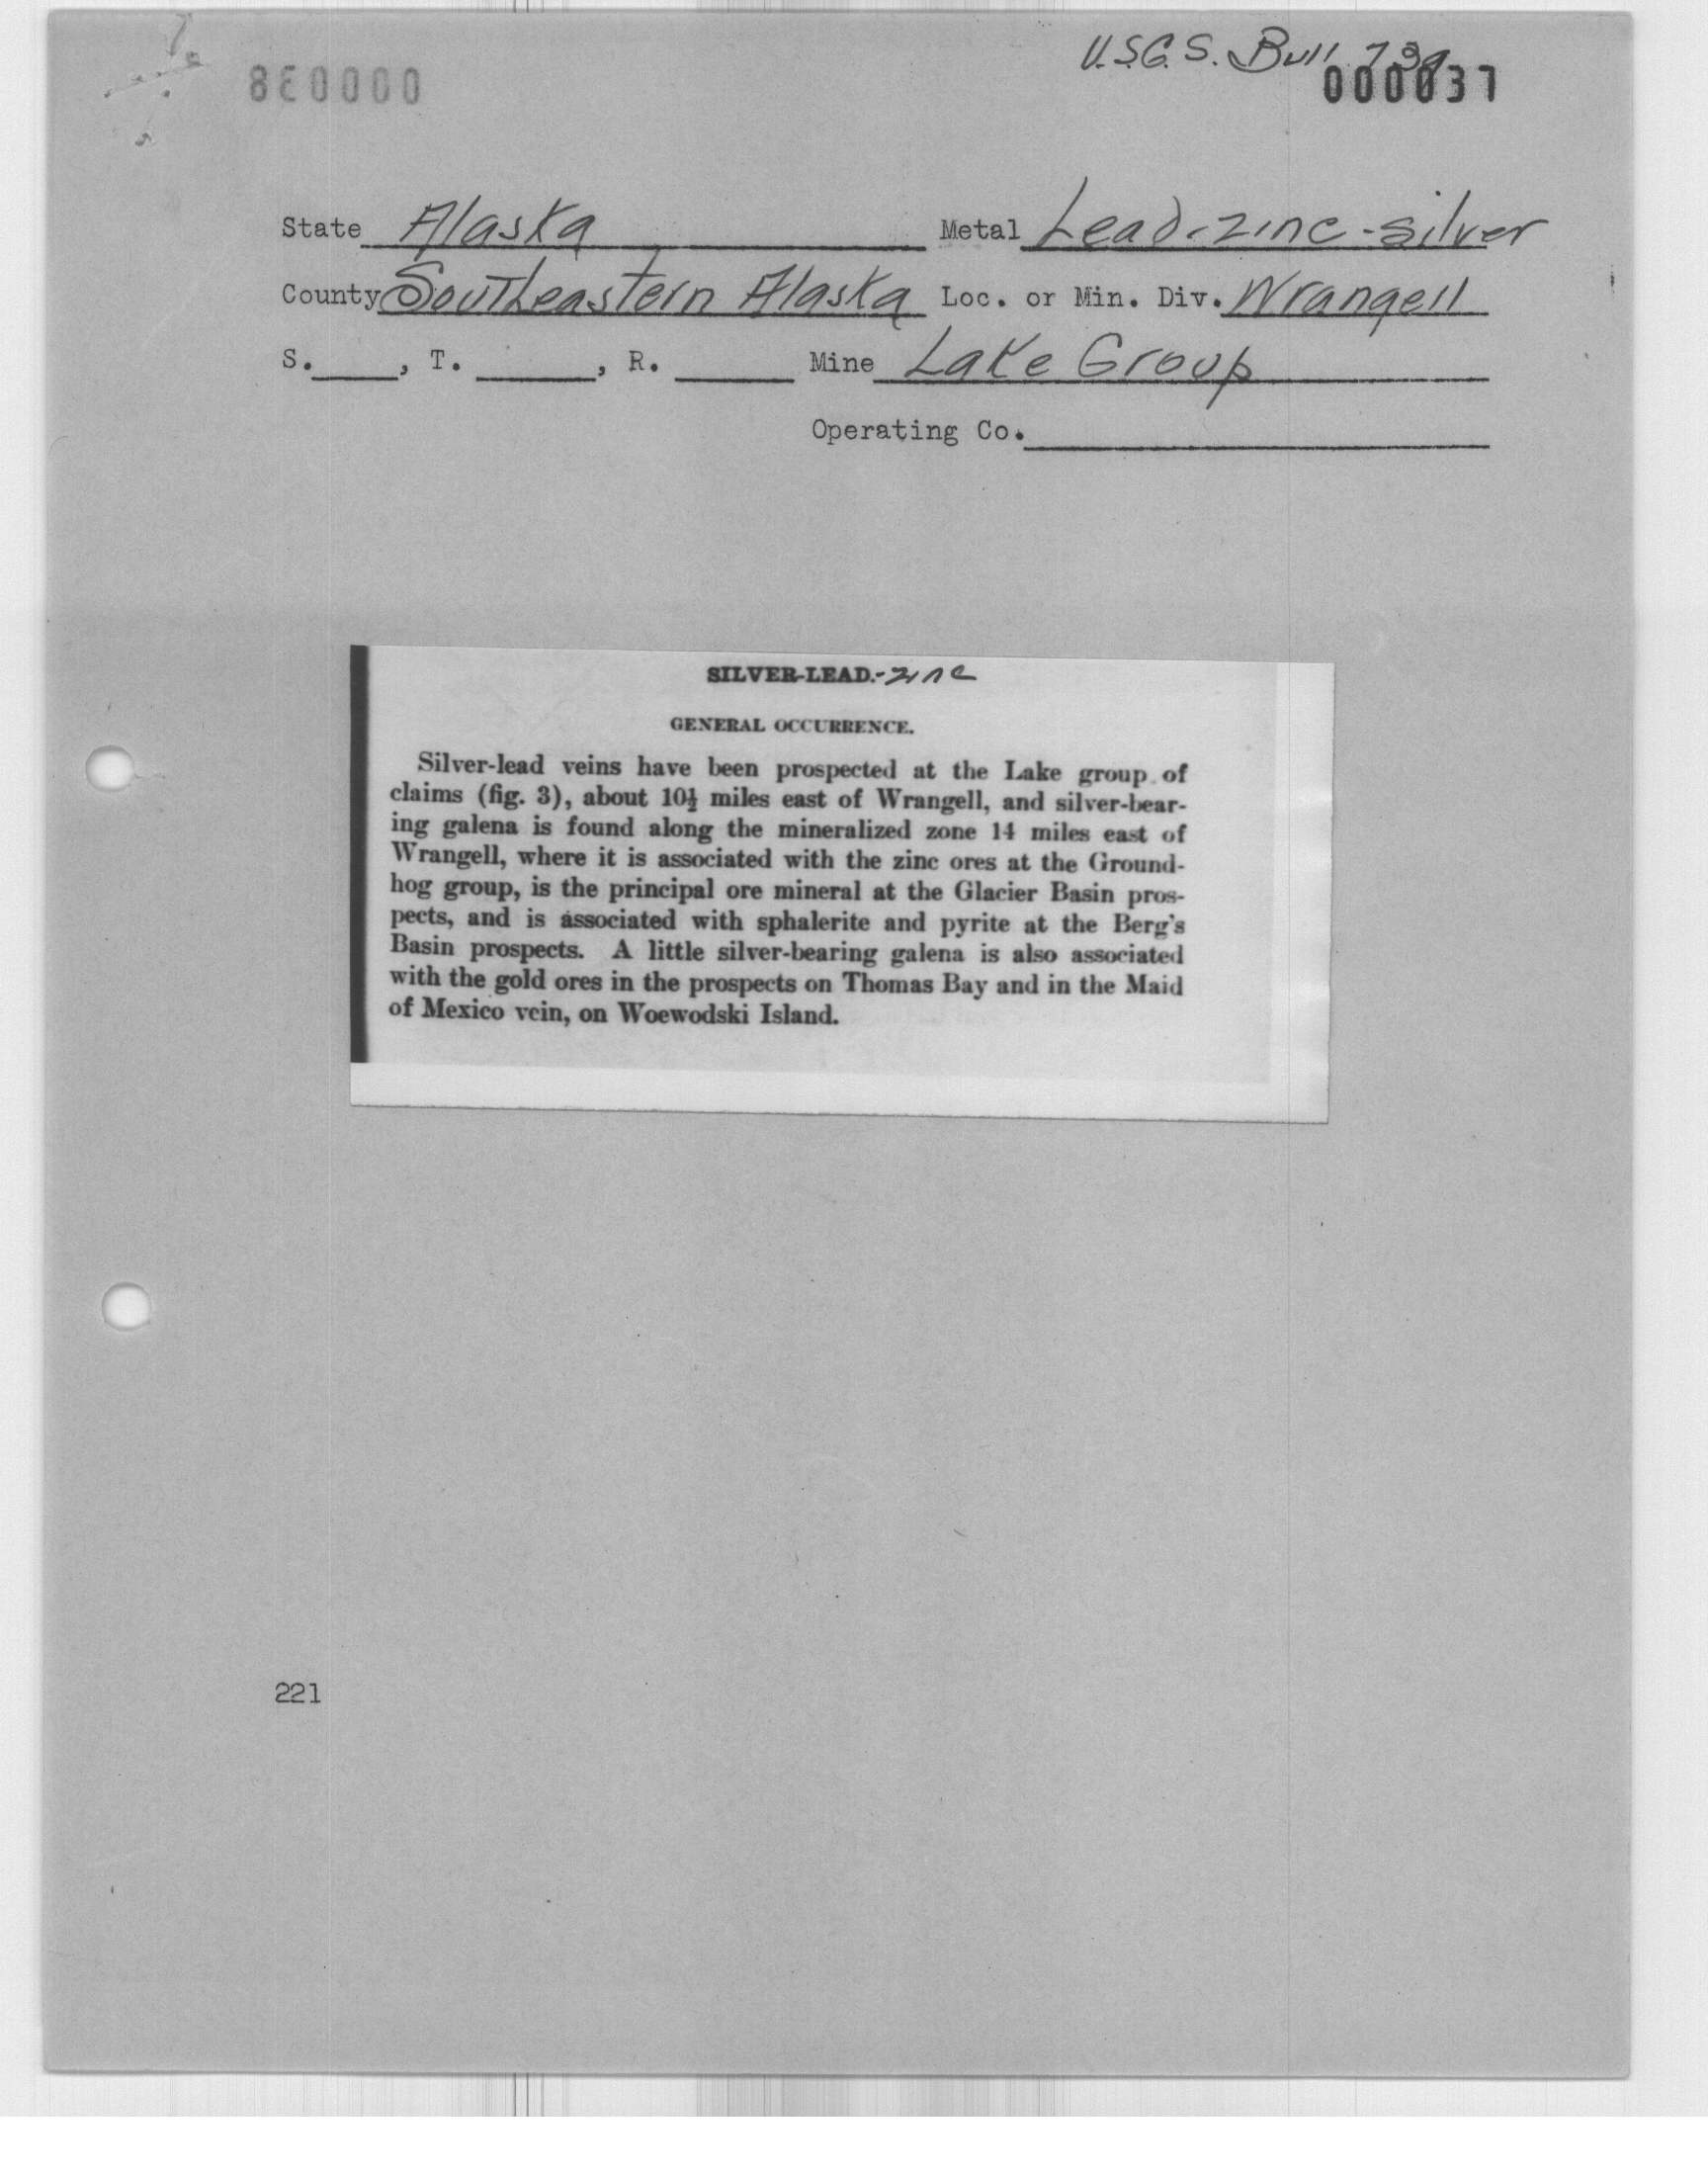 U.S.G.S. Bull. 739
000037
000038
State Alaska Metal Lead-zinc-silver
County Southeastern Alaska Loc. or Min. Div. Wrangell
S.____, T. ______, R. ______ Mine Lake Group
Operating Co.
SILVER-LEAD.-zinc
GENERAL OCCURRENCE.
Silver-lead veins have been prospected at the Lake group of
claims (fig. 3), about 10½ miles east of Wrangell, and silver-bear-
ing galena is found along the mineralized zone 14 miles east of
Wrangell, where it is associated with the zinc ores at the Ground-
hog group, is the principal ore mineral at the Glacier Basin pros-
pects, and is associated with sphalerite and pyrite at the Berg's
Basin prospects. A little silver-bearing galena is also associated
with the gold ores in the prospects on Thomas Bay and in the Maid
of Mexico vein, on Woewodski Island.
221